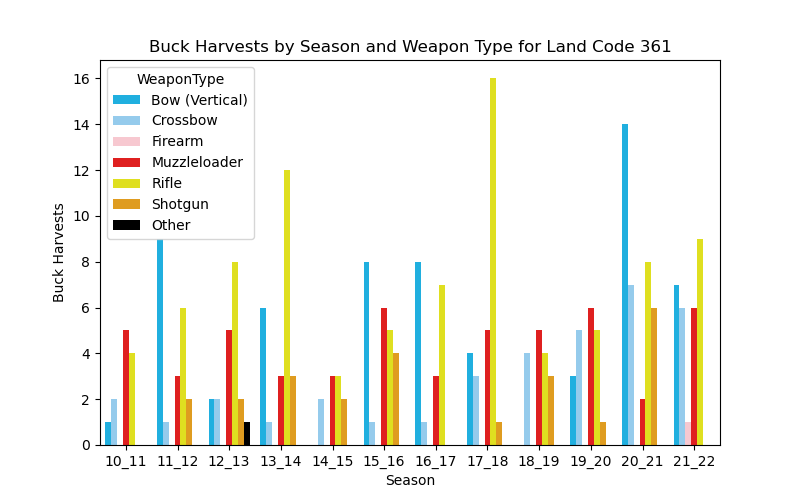 Buck Harvests by Season and Weapon Type for Land Code 361
16
14
12
10
8
6
4
2
0
Buck Harvests
WeaponType
Bow (Vertical)
Crossbow
Firearm
Muzzleloader
Rifle
Shotgun
Other
10_11 11_12 12_13 13_14 14_15 15_16 16_17 17_18 18_19 19_20 20_21 21_22
Season